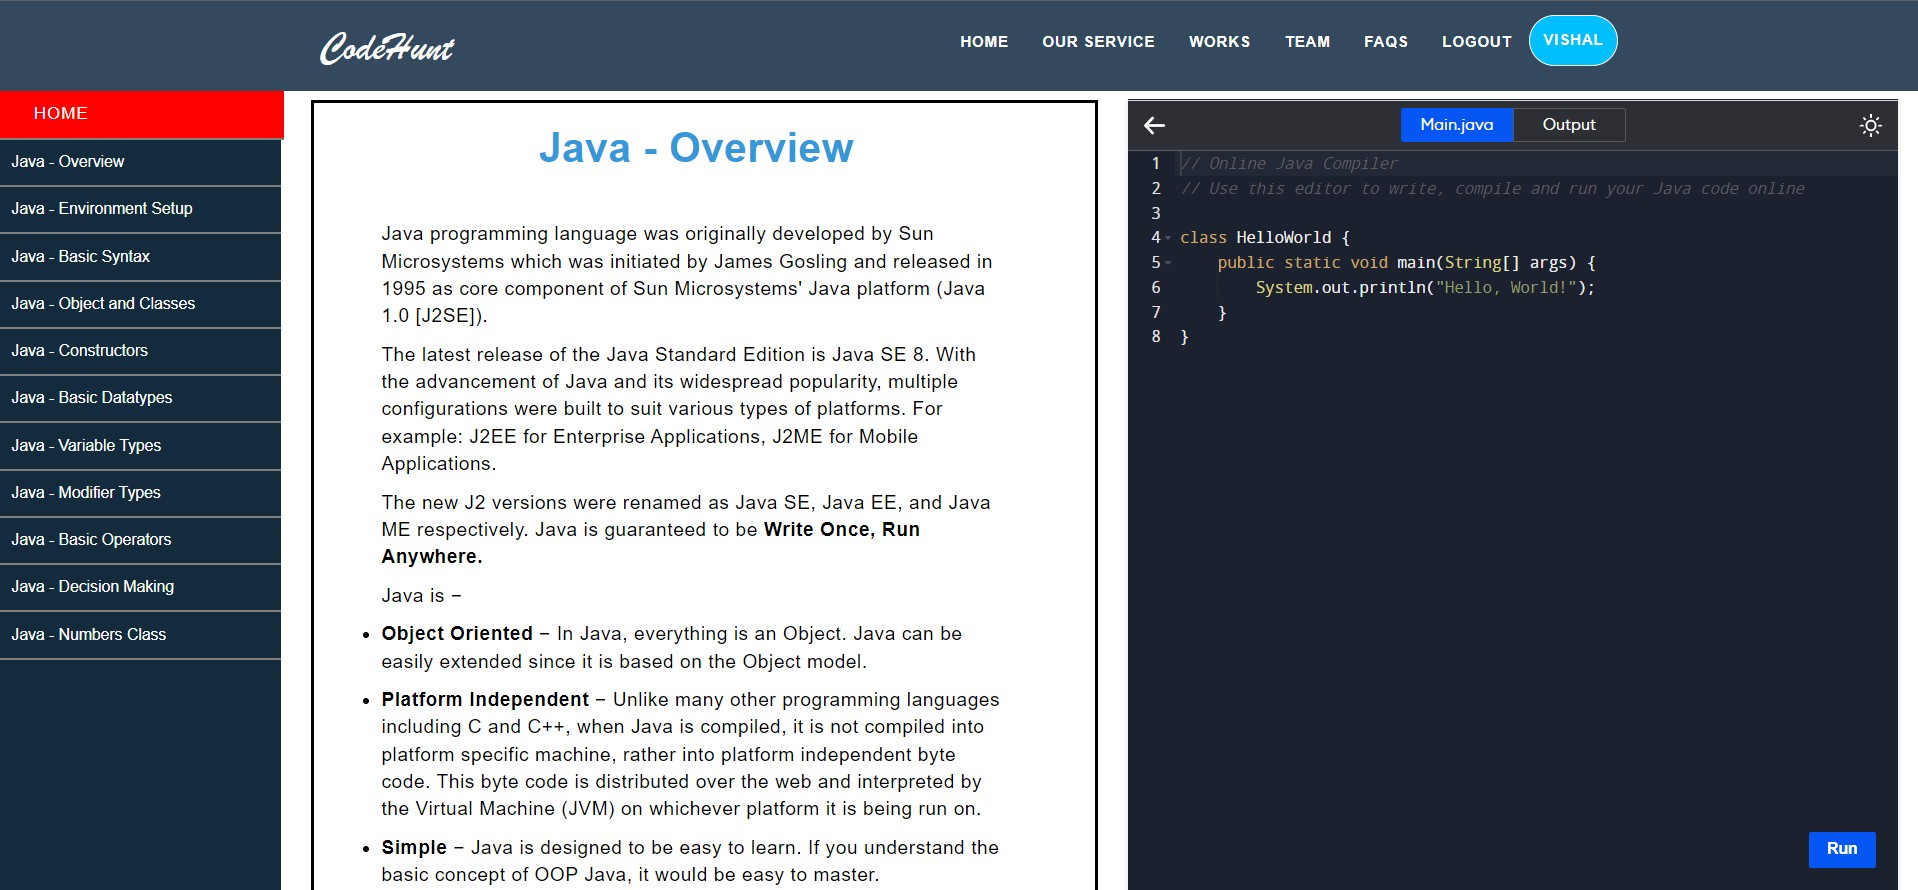 CodeHunt
HOME OUR SERVICE WORKS TEAM FAQS LOGOUT VISHAL
HOME
Java - Overview
Java - Environment Setup
Java - Basic Syntax
Java - Object and Classes
Java - Constructors
Java - Basic Datatypes
Java - Variable Types
Java - Modifier Types
Java - Basic Operators
Java - Decision Making
Java - Numbers Class
Java - Overview
Java programming language was originally developed by Sun
Microsystems which was initiated by James Gosling and released in
1995 as core component of Sun Microsystems' Java platform (Java
1.0 [J2SE]).
The latest release of the Java Standard Edition is Java SE 8. With
the advancement of Java and its widespread popularity, multiple
configurations were built to suit various types of platforms. For
example: J2EE for Enterprise Applications, J2ME for Mobile
Applications.
The new J2 versions were renamed as Java SE, Java EE, and Java
ME respectively. Java is guaranteed to be Write Once, Run
Anywhere.
Java is −
• Object Oriented − In Java, everything is an Object. Java can be
easily extended since it is based on the Object model.
• Platform Independent − Unlike many other programming languages
including C and C++, when Java is compiled, it is not compiled into
platform specific machine, rather into platform independent byte
code. This byte code is distributed over the web and interpreted by
the Virtual Machine (JVM) on whichever platform it is being run on.
• Simple − Java is designed to be easy to learn. If you understand the
basic concept of OOP Java, it would be easy to master.
Main.java Output
1 // Online Java Compiler
2 // Use this editor to write, compile and run your Java code online
3
4 class HelloWorld {
5     public static void main(String[] args) {
6         System.out.println("Hello, World!");
7     }
8 }
Run